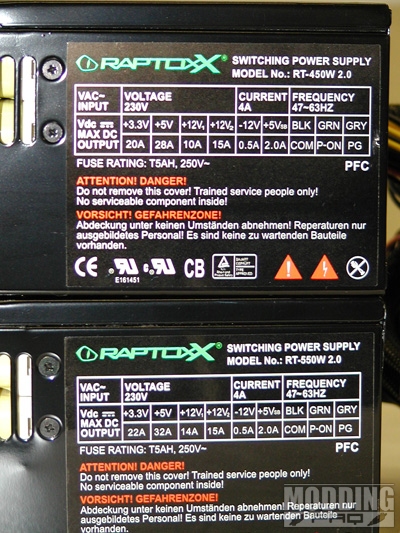 RAPTOXX SWITCHING POWER SUPPLY
MODEL No.: RT-450W 2.0
VAC~ INPUT VOLTAGE 230V CURRENT 4A FREQUENCY 47~63HZ
Vdc MAX DC OUTPUT +3.3V +5V +12V1 +12V2 -12V +5VSB BLK GRN GRY
20A 28A 10A 15A 0.5A 2.0A COM P-ON PG
FUSE RATING: T5AH, 250V~ PFC
ATTENTION! DANGER!
Do not remove this cover! Trained service people only!
No serviceable component inside!
VORSICHT! GEFAHRENZONE!
Abdeckung unter keinen Umständen abnehmen! Reperaturen nur
ausgebildetes Personal! Es sind keine zu wartenden Bauteile
vorhanden.
CE CB
E161451
RAPTOXX SWITCHING POWER SUPPLY
MODEL No.: RT-550W 2.0
VAC~ INPUT VOLTAGE 230V CURRENT 4A FREQUENCY 47~63HZ
Vdc MAX DC OUTPUT +3.3V +5V +12V1 +12V2 -12V +5VSB BLK GRN GRY
22A 32A 14A 15A 0.5A 2.0A COM P-ON PG
FUSE RATING: T5AH, 250V~ PFC
ATTENTION! DANGER!
Do not remove this cover! Trained service people only!
No serviceable component inside!
VORSICHT! GEFAHRENZONE!
Abdeckung unter keinen Umständen abnehmen! Reperaturen nur
ausgebildetes Personal! Es sind keine zu wartenden Bauteile
vorhanden.
MODDING